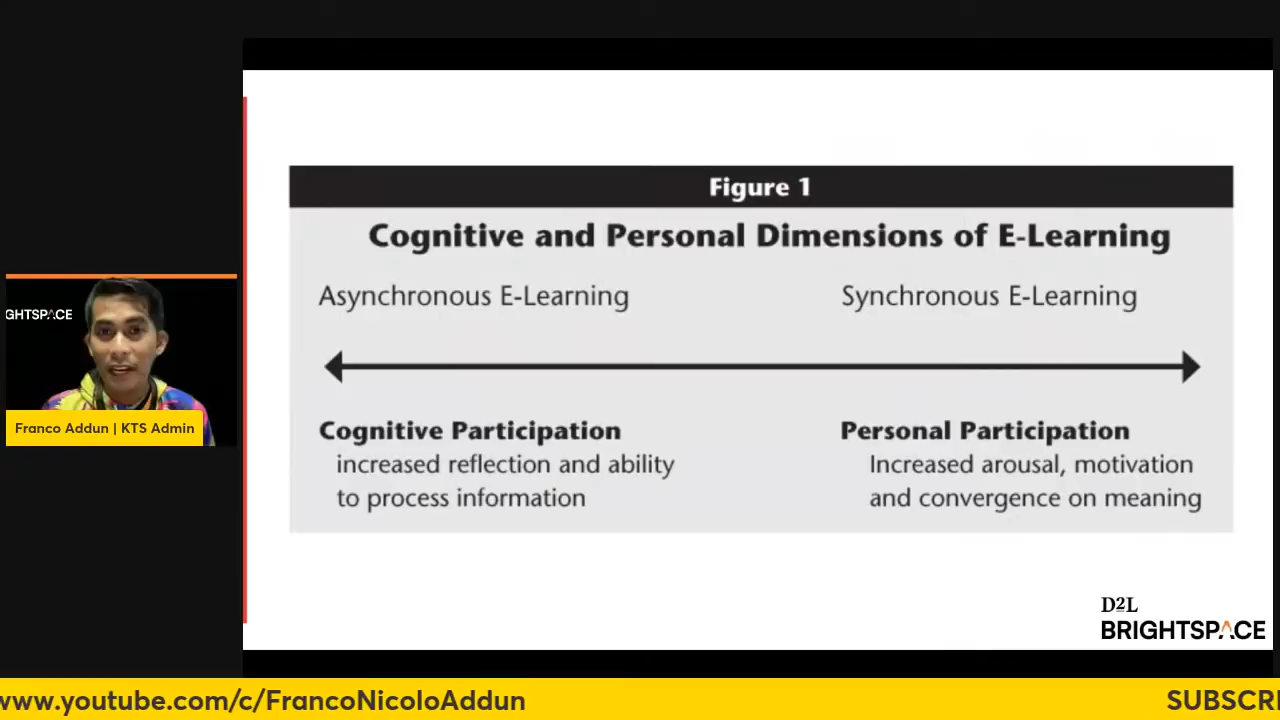 Figure 1
Cognitive and Personal Dimensions of E-Learning
Asynchronous E-Learning
Synchronous E-Learning
Cognitive Participation
increased reflection and ability
to process information
Personal Participation
Increased arousal, motivation
and convergence on meaning
GHTSPACE
Franco Addun | KTS Admin
D2L
BRIGHTSPACE
www.youtube.com/c/FrancoNicoloAddun
SUBSCRI